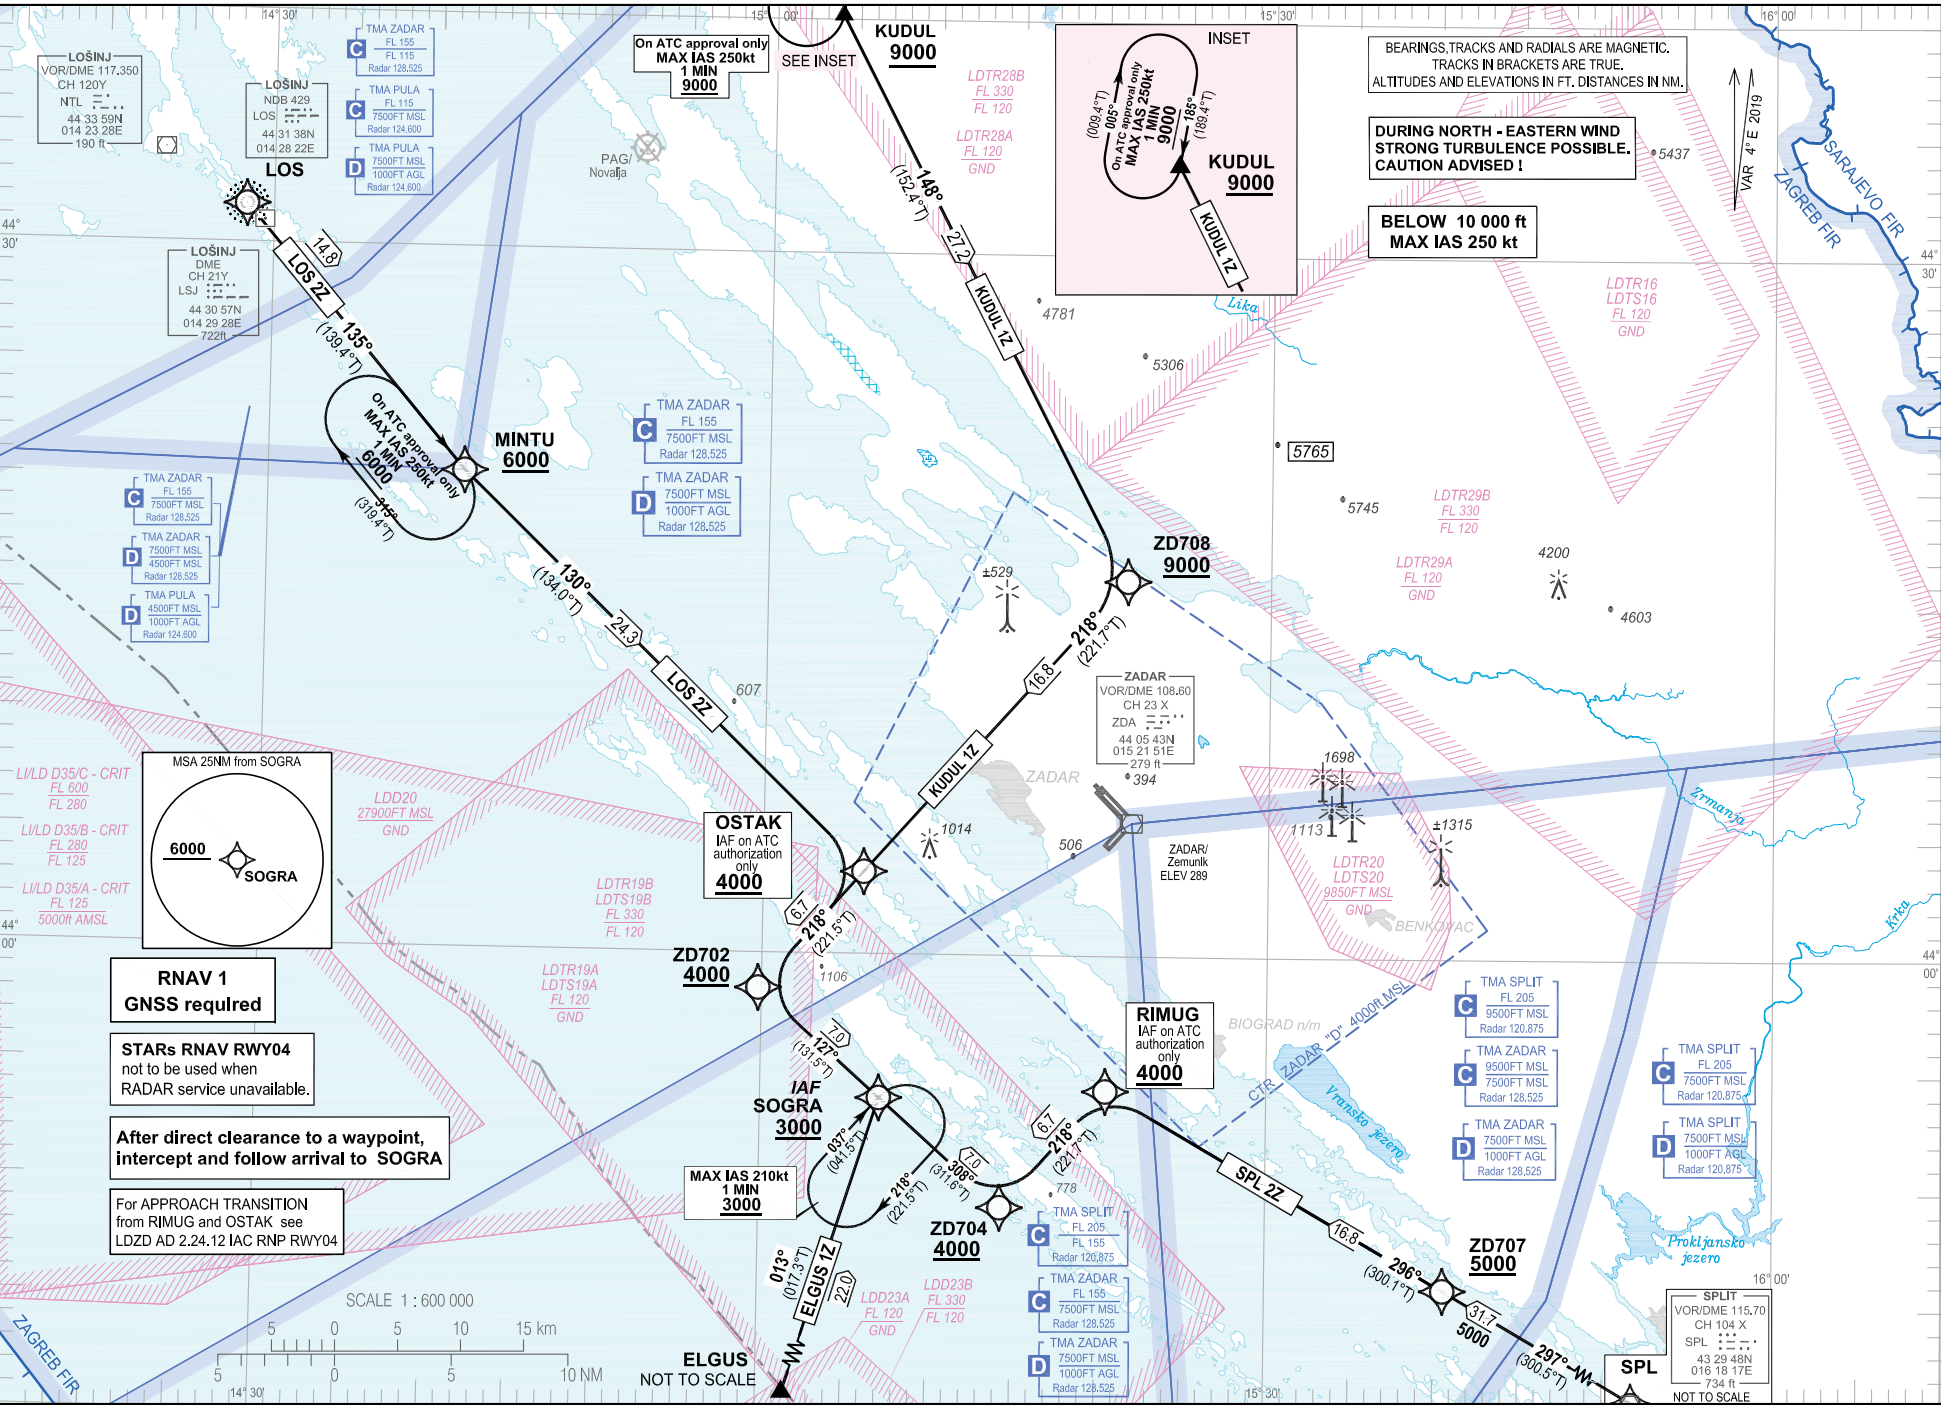 14° 30'
15° 00'
15° 30'
16° 00'
LOŠINJ
VOR/DME 117.350
CH 120Y
NTL
44 33 59N
014 23 28E
190 ft
LOŠINJ
NDB 429
LOS
44 31 38N
014 28 22E
LOS
TMA ZADAR
C
FL 155
FL 115
Radar 128.525
TMA PULA
C
FL 115
7500FT MSL
Radar 124.600
TMA PULA
D
7500FT MSL
1000FT AGL
Radar 124.600
On ATC approval only
MAX IAS 250kt
1 MIN
9000
SEE INSET
KUDUL
9000
PAG/
Novalja
LDTR28B
FL 330
FL 120
LDTR28A
FL 120
GND
INSET
(009.4°T)
005°
On ATC approval only
MAX IAS 250kt
1 MIN
9000
185°
(189.4°T)
KUDUL
9000
KUDUL 1Z
BEARINGS,TRACKS AND RADIALS ARE MAGNETIC.
TRACKS IN BRACKETS ARE TRUE.
ALTITUDES AND ELEVATIONS IN FT. DISTANCES IN NM.
DURING NORTH - EASTERN WIND
STRONG TURBULENCE POSSIBLE.
CAUTION ADVISED !
BELOW 10 000 ft
MAX IAS 250 kt
VAR 4° E 2019
SARAJEVO FIR
ZAGREB FIR
5437
44°
30'
44°
30'
LOŠINJ
DME
CH 21Y
LSJ
44 30 57N
014 29 28E
722ft
14.8
LOS 2Z
135°
(139.4°T)
148°
(152.4°T)
27.2
KUDUL 1Z
4781
Lika
5306
LDTR16
LDTS16
FL 120
GND
On ATC approval only
MAX IAS 250kt
1 MIN
6000
315°
(319.4°T)
MINTU
6000
TMA ZADAR
C
FL 155
7500FT MSL
Radar 128.525
TMA ZADAR
D
7500FT MSL
1000FT AGL
Radar 128.525
5765
5745
LDTR29B
FL 330
FL 120
LDTR29A
FL 120
GND
4200
4603
TMA ZADAR
C
FL 155
7500FT MSL
Radar 128.525
TMA ZADAR
D
7500FT MSL
4500FT MSL
Radar 128.525
TMA PULA
D
4500FT MSL
1000FT AGL
Radar 124.600
130°
(134.0°T)
24.3
LOS 2Z
607
ZD708
9000
±529
218°
(221.7°T)
16.8
KUDUL 1Z
ZADAR
VOR/DME 108.60
CH 23 X
ZDA
44 05 43N
015 21 51E
279 ft
394
ZADAR
1014
506
ZADAR/
Zemunik
ELEV 289
1698
1113
±1315
LDTR20
LDTS20
9850FT MSL
GND
BENKOVAC
Zrmanja
Krka
MSA 25NM from SOGRA
6000
SOGRA
LI/LD D35/C - CRIT
FL 600
FL 280
LI/LD D35/B - CRIT
FL 280
FL 125
LI/LD D35/A - CRIT
FL 125
5000ft AMSL
LDD20
27900FT MSL
GND
OSTAK
IAF on ATC
authorization
only
4000
LDTR19B
LDTS19B
FL 330
FL 120
LDTR19A
LDTS19A
FL 120
GND
44°
00'
44°
00'
6.7
218°
(221.5°T)
ZD702
4000
1106
7.0
127°
(131.5°T)
RNAV 1
GNSS required
STARs RNAV RWY04
not to be used when
RADAR service unavailable.
After direct clearance to a waypoint,
intercept and follow arrival to SOGRA
For APPROACH TRANSITION
from RIMUG and OSTAK see
LDZD AD 2.24.12 IAC RNP RWY04
IAF
SOGRA
3000
037°
(041.5°T)
MAX IAS 210kt
1 MIN
3000
218°
(221.5°T)
7.0
308°
(311.6°T)
ZD704
4000
6.7
218°
(221.7°T)
778
RIMUG
IAF on ATC
authorization
only
4000
BIOGRAD n/m
CTR ZADAR "D" 4000ft MSL
Vransko jezero
TMA SPLIT
C
FL 205
9500FT MSL
Radar 120.875
TMA ZADAR
C
9500FT MSL
7500FT MSL
Radar 128.525
TMA ZADAR
D
7500FT MSL
1000FT AGL
Radar 128.525
TMA SPLIT
C
FL 205
7500FT MSL
Radar 120.875
TMA SPLIT
D
7500FT MSL
1000FT AGL
Radar 120.875
SPL 2Z
16.8
296°
(300.1°T)
ZD707
5000
31.7
5000
297°
(300.5°T)
Prokljansko
jezero
16° 00'
TMA SPLIT
C
FL 205
FL 155
Radar 120.875
TMA ZADAR
C
FL 155
7500FT MSL
Radar 128.525
TMA ZADAR
D
7500FT MSL
1000FT AGL
Radar 128.525
013°
(017.3°T)
ELGUS 1Z
22.0
LDD23A
FL 120
GND
LDD23B
FL 330
FL 120
ELGUS
NOT TO SCALE
SCALE 1 : 600 000
5 0 5 10 15 km
5 0 5 10 NM
ZAGREB FIR
14° 30'
15° 30'
SPL
SPLIT
VOR/DME 115.70
CH 104 X
SPL
43 29 48N
016 18 17E
734 ft
NOT TO SCALE